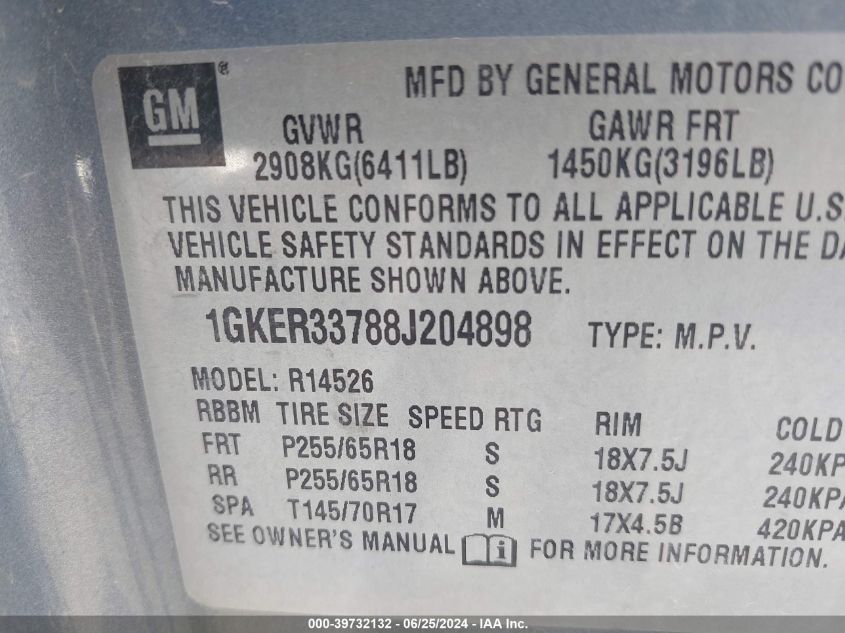 GM®
MFD BY GENERAL MOTORS CO
GVWR GAWR FRT
2908KG(6411LB) 1450KG(3196LB)
THIS VEHICLE CONFORMS TO ALL APPLICABLE U.S
VEHICLE SAFETY STANDARDS IN EFFECT ON THE DA
MANUFACTURE SHOWN ABOVE.
1GKER33788J204898 TYPE: M.P.V.
MODEL: R14526
RBBM TIRE SIZE SPEED RTG RIM COLD
FRT P255/65R18 S 18X7.5J 240KP
RR P255/65R18 S 18X7.5J 240KPA
SPA T145/70R17 M 17X4.5B 420KPA
SEE OWNER'S MANUAL i FOR MORE INFORMATION.
000-39732132 / 06/25/2024 / IAA Inc.